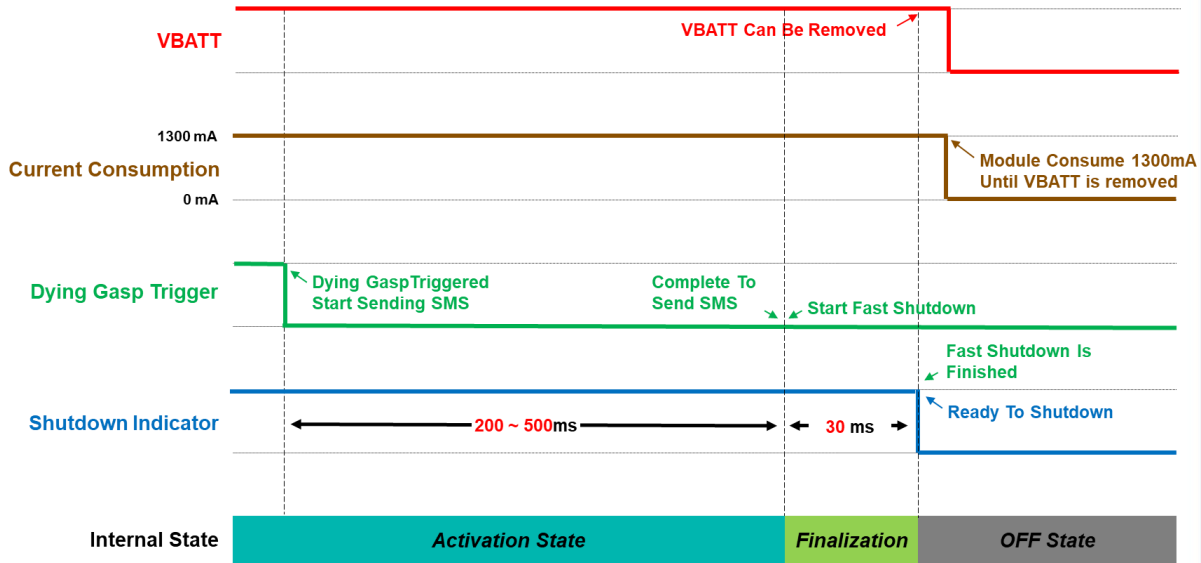 VBATT
VBATT Can Be Removed
1300 mA
Current Consumption
0 mA
Module Consume 1300mA
Until VBATT is removed
Dying Gasp Trigger
Dying GaspTriggered
Start Sending SMS
Complete To
Send SMS
Start Fast Shutdown
Fast Shutdown Is
Finished
Shutdown Indicator
Ready To Shutdown
200 ~ 500ms
30 ms
Internal State
Activation State
Finalization
OFF State